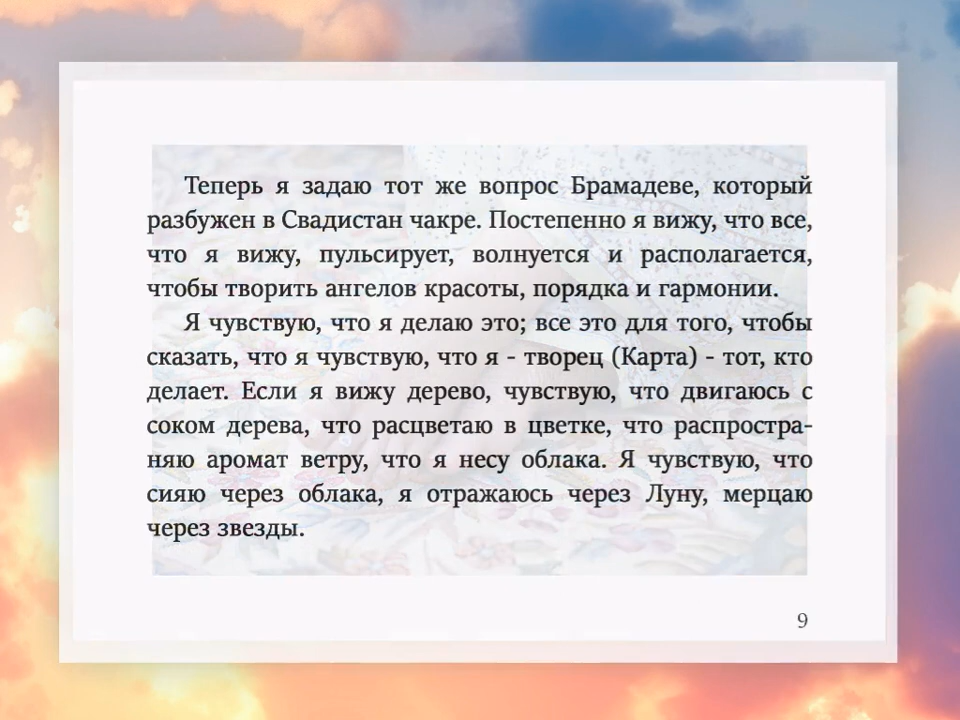 Теперь я задаю тот же вопрос Брамадеве, который
разбужен в Свадистан чакре. Постепенно я вижу, что все,
что я вижу, пульсирует, волнуется и располагается,
чтобы творить ангелов красоты, порядка и гармонии.
Я чувствую, что я делаю это; все это для того, чтобы
сказать, что я чувствую, что я - творец (Карта) - тот, кто
делает. Если я вижу дерево, чувствую, что двигаюсь с
соком дерева, что расцветаю в цветке, что распростра-
няю аромат ветру, что я несу облака. Я чувствую, что
сияю через облака, я отражаюсь через Луну, мерцаю
через звезды.
9